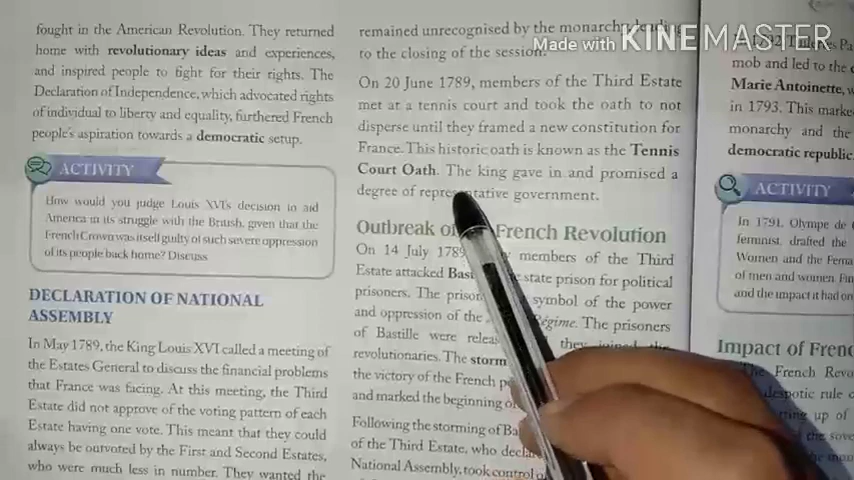 fought in the American Revolution. They returned
home with revolutionary ideas and experiences,
and inspired people to fight for their rights. The
Declaration of Independence, which advocated rights
of individual to liberty and equality, furthered French
people's aspiration towards a democratic setup.
ACTIVITY
How would you judge Louis XVI's decision in aid
America in its struggle with the British, given that the
French Crown was itself guilty of such severe oppression
of its people back home? Discuss
DECLARATION OF NATIONAL
ASSEMBLY
In May 1789, the King Louis XVI called a meeting of
the Estates General to discuss the financial problems
that France was facing. At this meeting, the Third
Estate did not approve of the voting pattern of each
Estate having one vote. This meant that they could
always be outvoted by the First and Second Estates,
who were much less in number. They wanted the
remained unrecognised by the monarchy leading
to the closing of the session.
On 20 June 1789, members of the Third Estate
met at a tennis court and took the oath to not
disperse until they framed a new constitution for
France. This historic oath is known as the Tennis
Court Oath. The king gave in and promised a
degree of representative government.
Outbreak of French Revolution
On 14 July 1789 members of the Third
Estate attacked state prison for political
prisoners. The prison symbol of the power
and oppression of the Régime. The prisoners
of Bastille were they joined the
revolutionaries. The storm
the victory of the French
and marked the beginning
Following the storming of
of the Third Estate, who
National Assembly, took control
1792,
mob and led to the
Marie Antoinette,
in 1793. This marked
monarchy and the
democratic republic.
In 1791, Olympe de
feminist, drafted the
Women and the
of men and women.
and the impact it had on
Impact of
French
rule
up of
the
Made with KINEMASTER